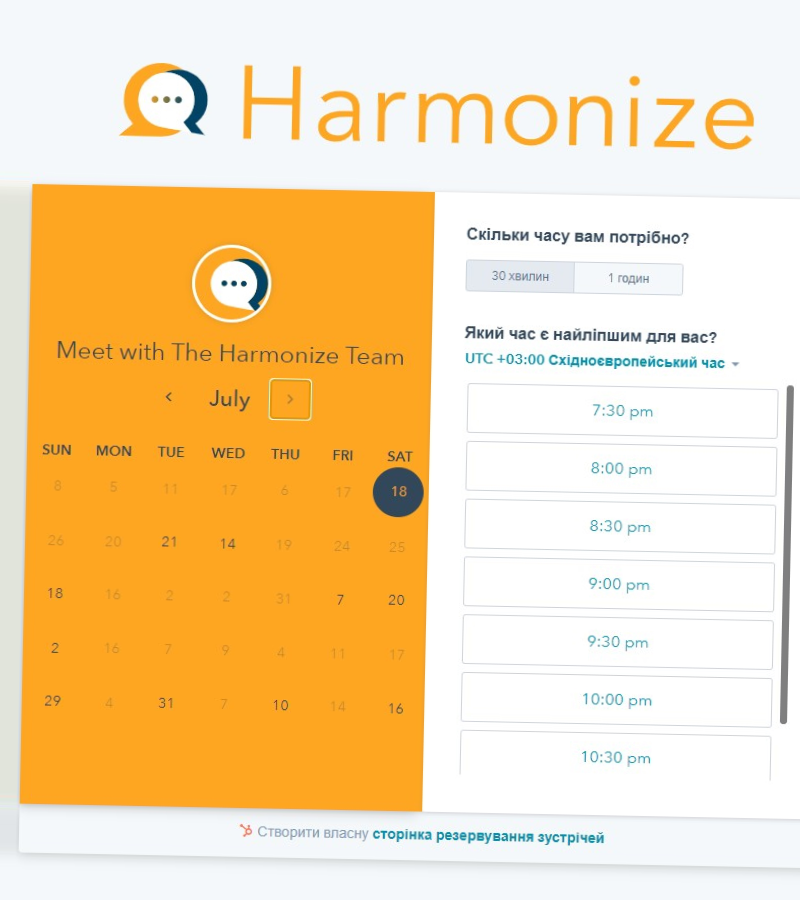 Harmonize
Meet with The Harmonize Team
July
SUN MON TUE WED THU FRI SAT
8 5 11 17 6 17 18
26 20 21 14 19 24 25
18 16 2 2 31 7 20
2 16 7 9 4 11 17
29 4 31 7 10 14 16
Скільки часу вам потрібно?
30 хвилин 1 годин
Який час є найліпшим для вас?
UTC +03:00 Східноєвропейський час
7:30 pm
8:00 pm
8:30 pm
9:00 pm
9:30 pm
10:00 pm
10:30 pm
Створити власну сторінка резервування зустрічей